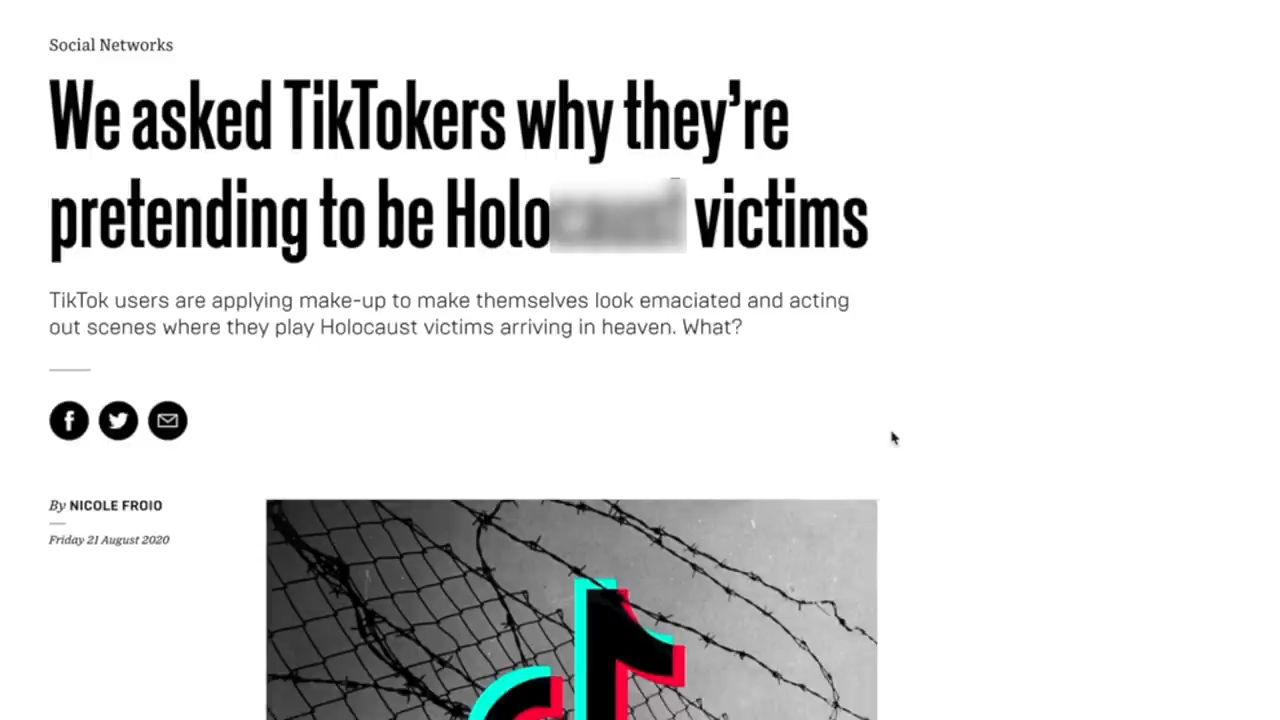 Social Networks
We asked TikTokers why they're
pretending to be Holo victims
TikTok users are applying make-up to make themselves look emaciated and acting
out scenes where they play Holocaust victims arriving in heaven. What?
By NICOLE FROIO
Friday 21 August 2020